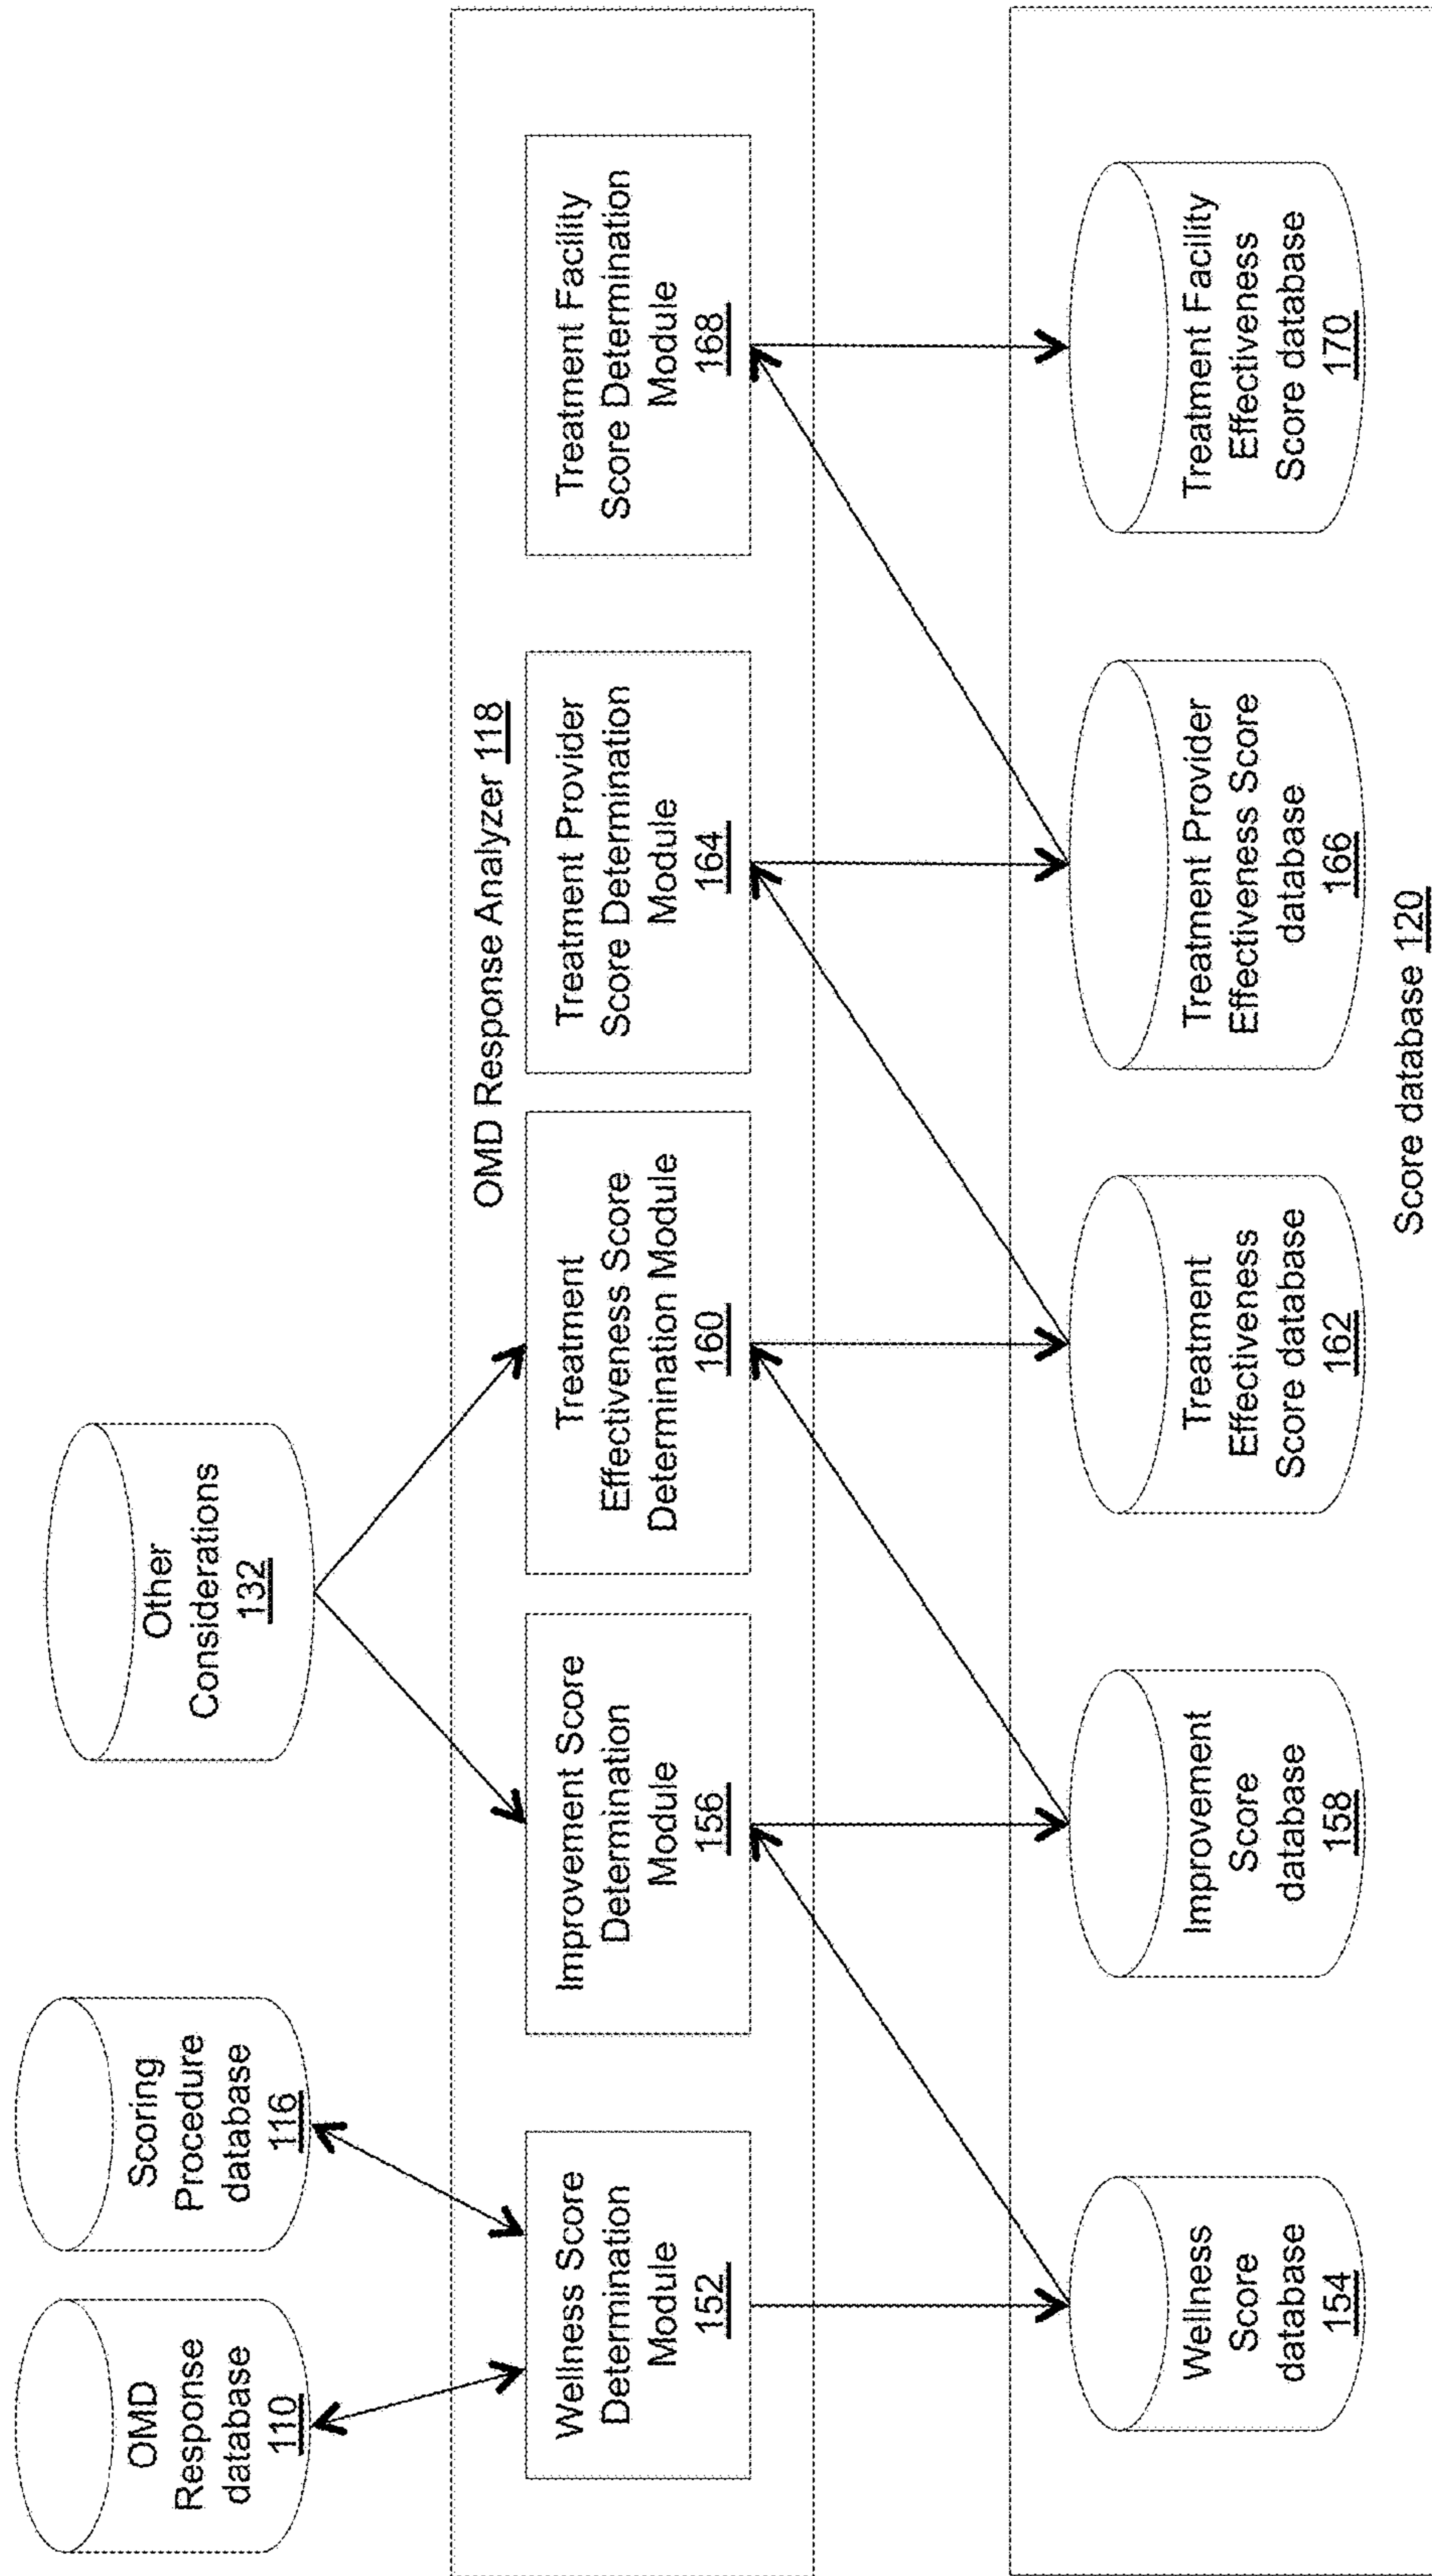 OMD
Response
database
110
Scoring
Procedure
database
116
Other
Considerations
132
OMD Response Analyzer 118
Wellness Score
Determination
Module
152
Improvement Score
Determination
Module
156
Treatment
Effectiveness Score
Determination Module
160
Treatment Provider
Score Determination
Module
164
Treatment Facility
Score Determination
Module
168
Wellness
Score
database
154
Improvement
Score
database
158
Treatment
Effectiveness
Score database
162
Treatment Provider
Effectiveness Score
database
166
Treatment Facility
Effectiveness
Score database
170
Score database 120